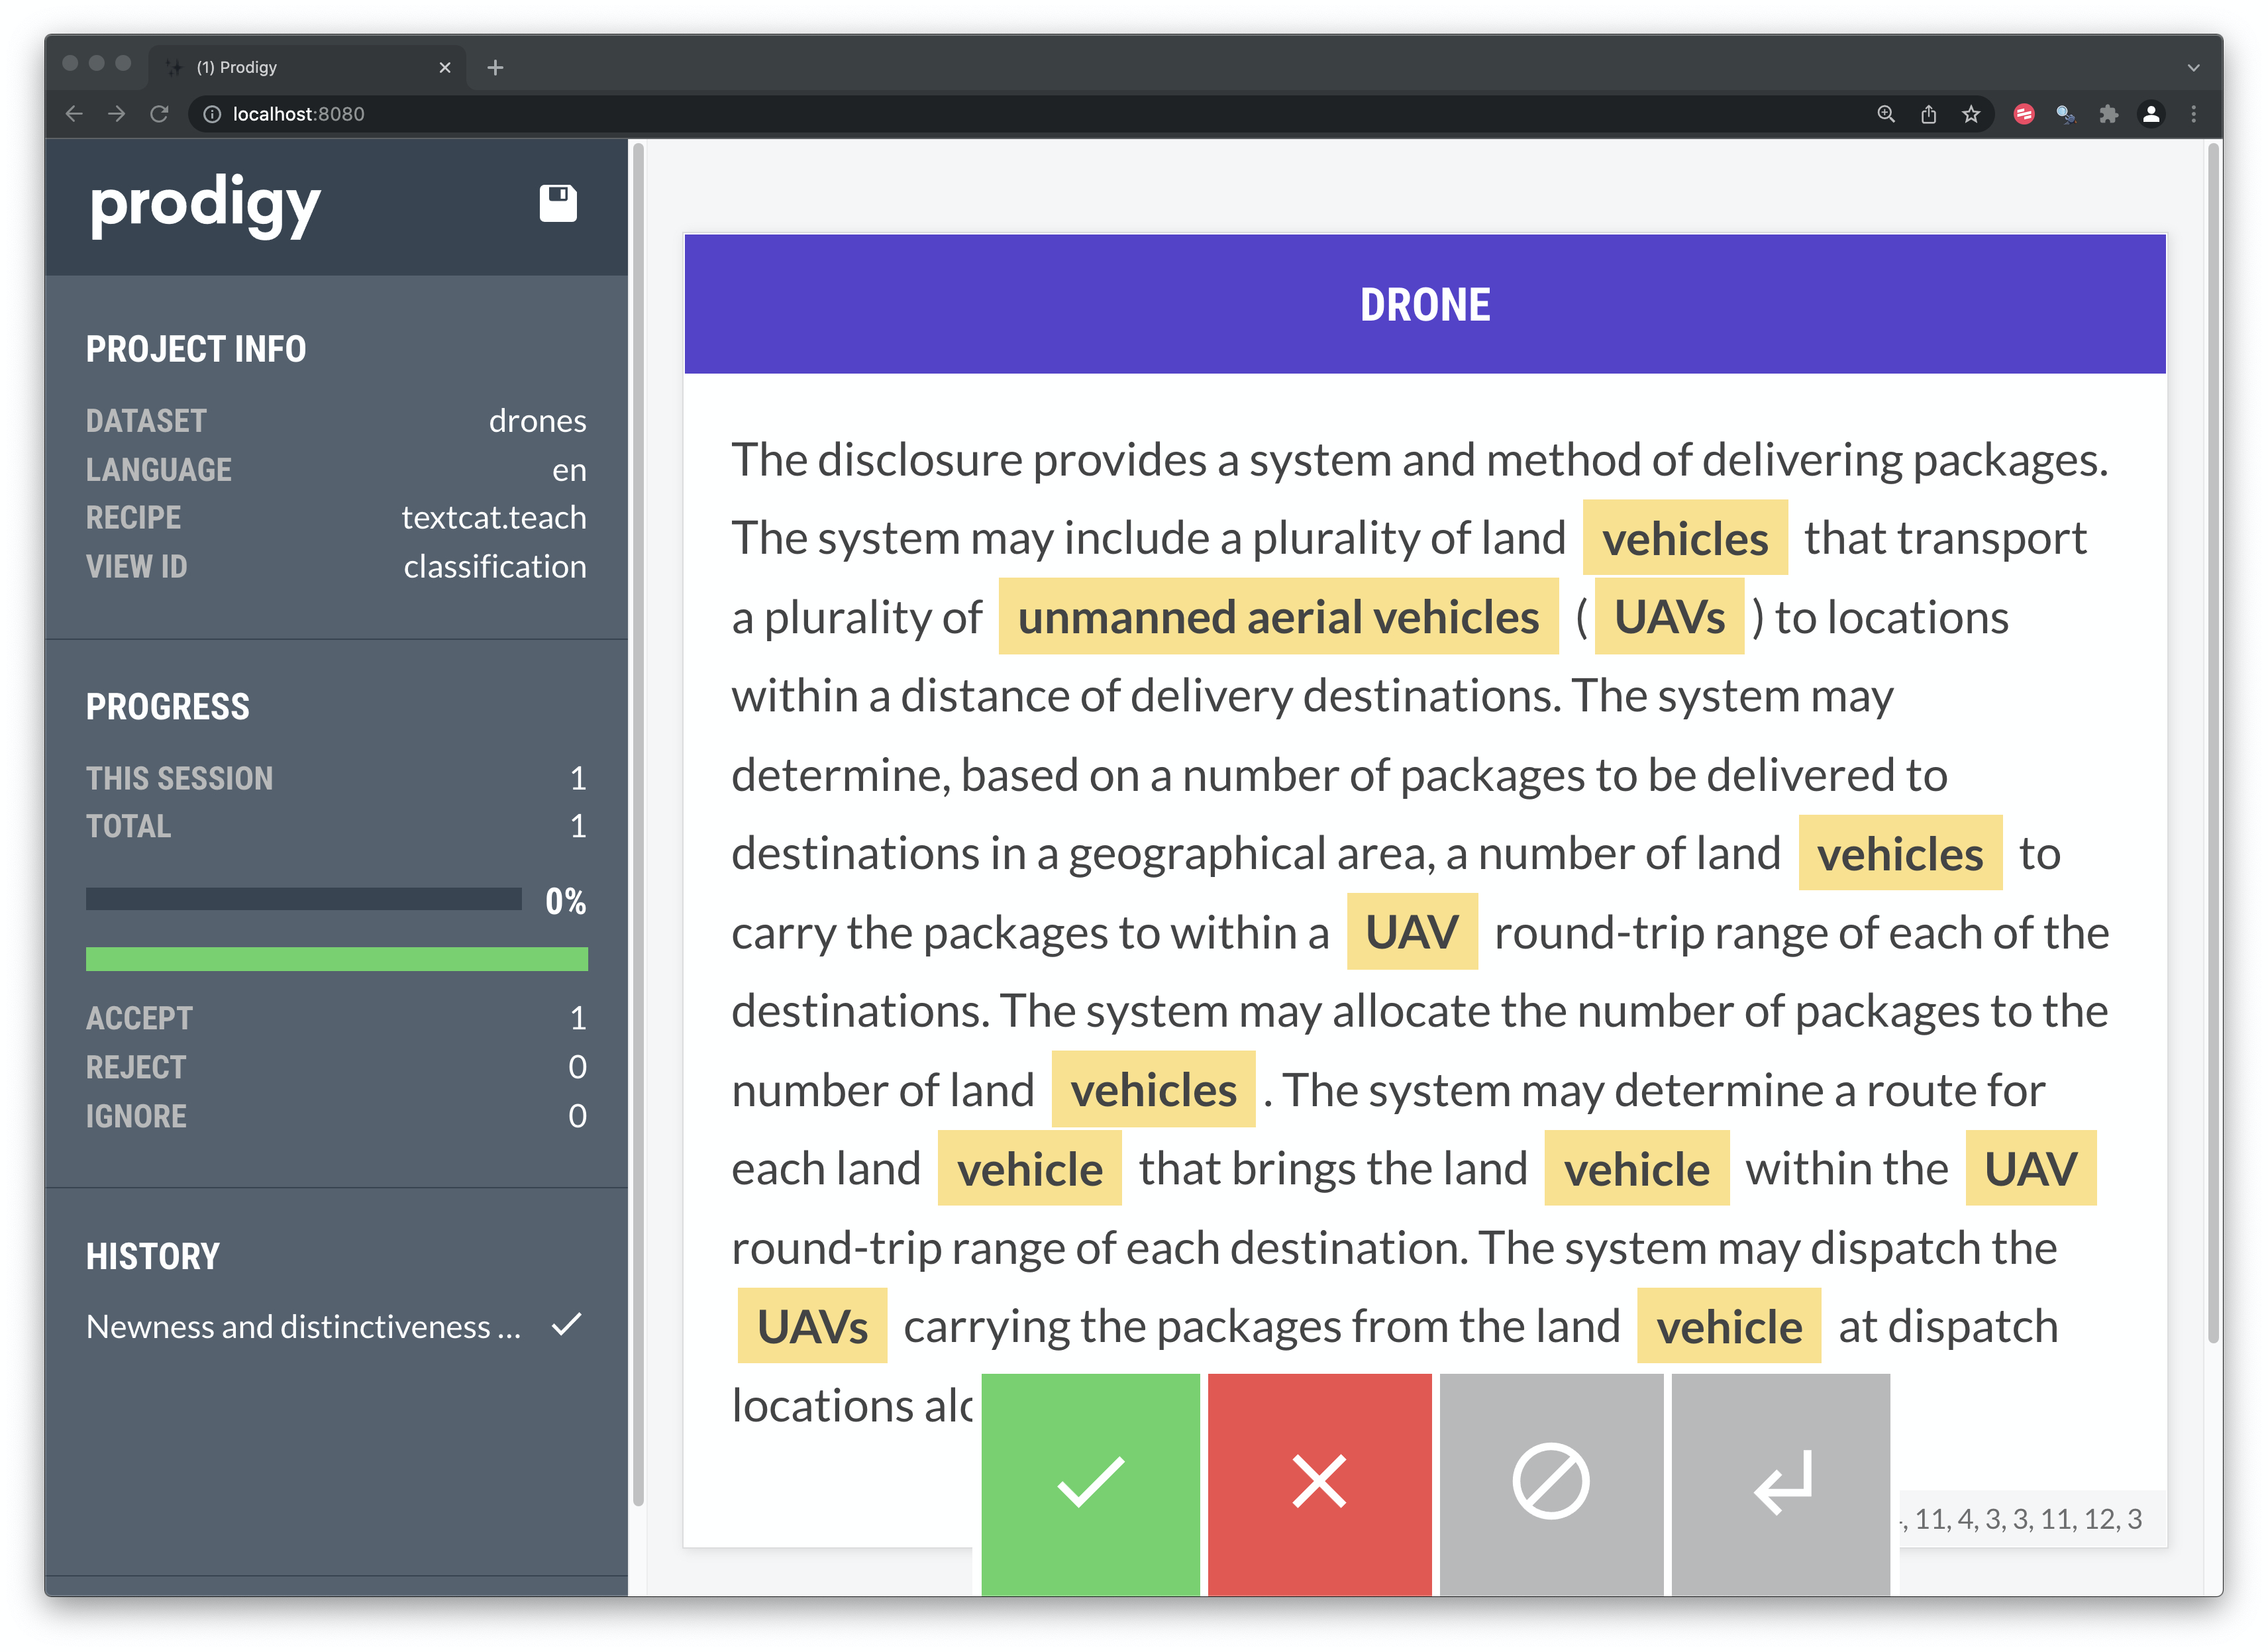 (1) Prodigy
localhost:8080
prodigy
PROJECT INFO
DATASET drones
LANGUAGE en
RECIPE textcat.teach
VIEW ID classification
PROGRESS
THIS SESSION 1
TOTAL 1
0%
ACCEPT 1
REJECT 0
IGNORE 0
HISTORY
Newness and distinctiveness ...
DRONE
The disclosure provides a system and method of delivering packages.
The system may include a plurality of land vehicles that transport
a plurality of unmanned aerial vehicles ( UAVs ) to locations
within a distance of delivery destinations. The system may
determine, based on a number of packages to be delivered to
destinations in a geographical area, a number of land vehicles to
carry the packages to within a UAV round-trip range of each of the
destinations. The system may allocate the number of packages to the
number of land vehicles . The system may determine a route for
each land vehicle that brings the land vehicle within the UAV
round-trip range of each destination. The system may dispatch the
UAVs carrying the packages from the land vehicle at dispatch
locations
, 11, 4, 3, 3, 11, 12, 3